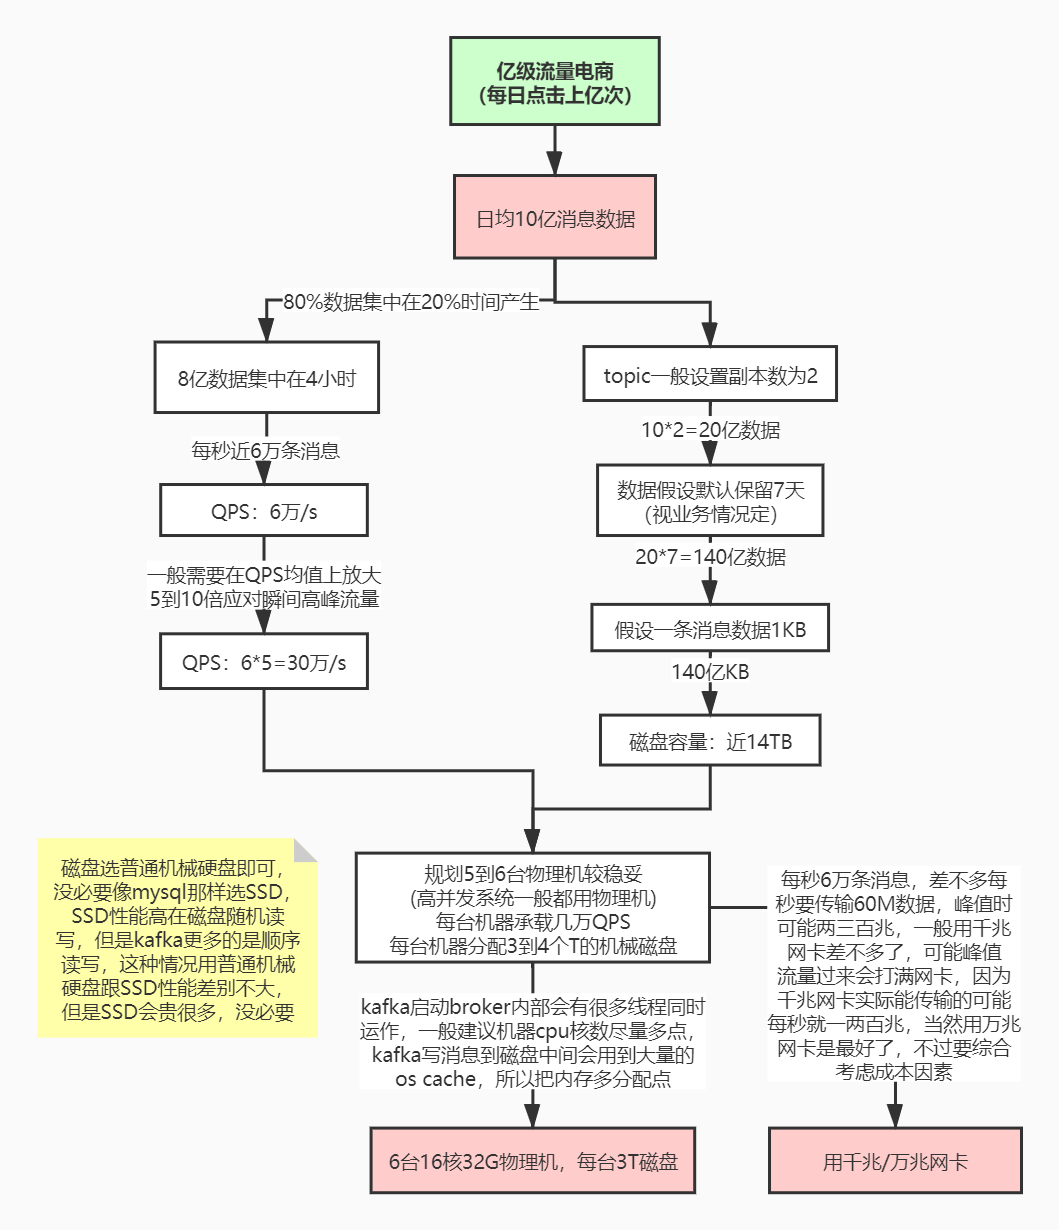 亿级流量电商
（每日点击上亿次）
日均10亿消息数据
80%数据集中在20%时间产生
8亿数据集中在4小时
每秒近6万条消息
QPS：6万/s
一般需要在QPS均值上放大
5到10倍应对瞬间高峰流量
QPS：6*5=30万/s
topic一般设置副本数为2
10*2=20亿数据
数据假设默认保留7天
（视业务情况定）
20*7=140亿数据
假设一条消息数据1KB
140亿KB
磁盘容量：近14TB
磁盘选普通机械硬盘即可，
没必要像mysql那样选SSD，
SSD性能高在磁盘随机读
写，但是kafka更多的是顺序
读写，这种情况用普通机械
硬盘跟SSD性能差别不大，
但是SSD会贵很多，没必要
规划5到6台物理机较稳妥
(高并发系统一般都用物理机)
每台机器承载几万QPS
每台机器分配3到4个T的机械磁盘
kafka启动broker内部会有很多线程同时
运作，一般建议机器cpu核数尽量多点，
kafka写消息到磁盘中间会用到大量的
os cache，所以把内存多分配点
6台16核32G物理机，每台3T磁盘
每秒6万条消息，差不多每
秒要传输60M数据，峰值时
可能两三百兆，一般用千兆
网卡差不多了，可能峰值
流量过来会打满网卡，因为
千兆网卡实际能传输的可能
每秒就一两百兆，当然用万兆
网卡是最好了，不过要综合
考虑成本因素
用千兆/万兆网卡